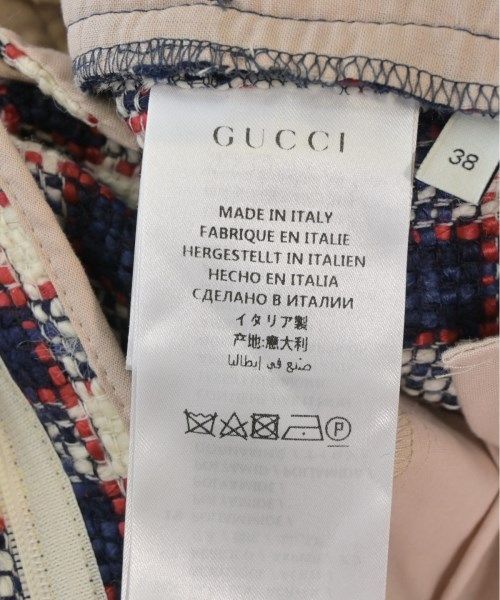 GUCCI
38
MADE IN ITALY
FABRIQUE EN ITALIE
HERGESTELLT IN ITALIEN
HECHO EN ITALIA
СДЕЛАНО В ИТАЛИИ
イタリア製
产地:意大利
صنع في إيطاليا
P